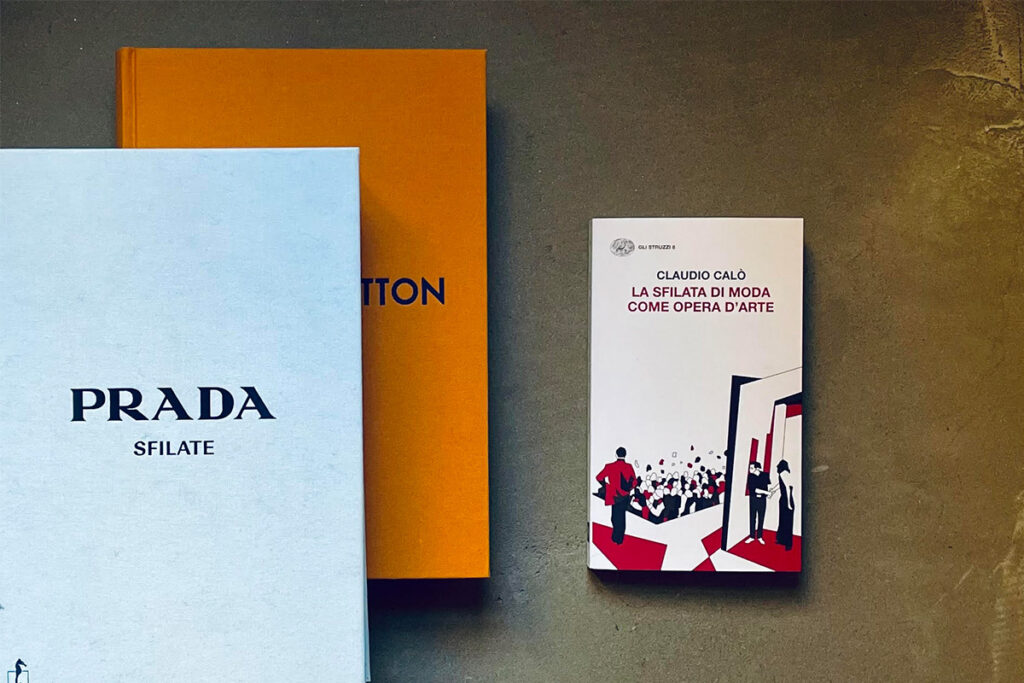 PRADA
SFILATE
TTON
GLI STRUZZI 8
CLAUDIO CALÒ
LA SFILATA DI MODA
COME OPERA D'ARTE